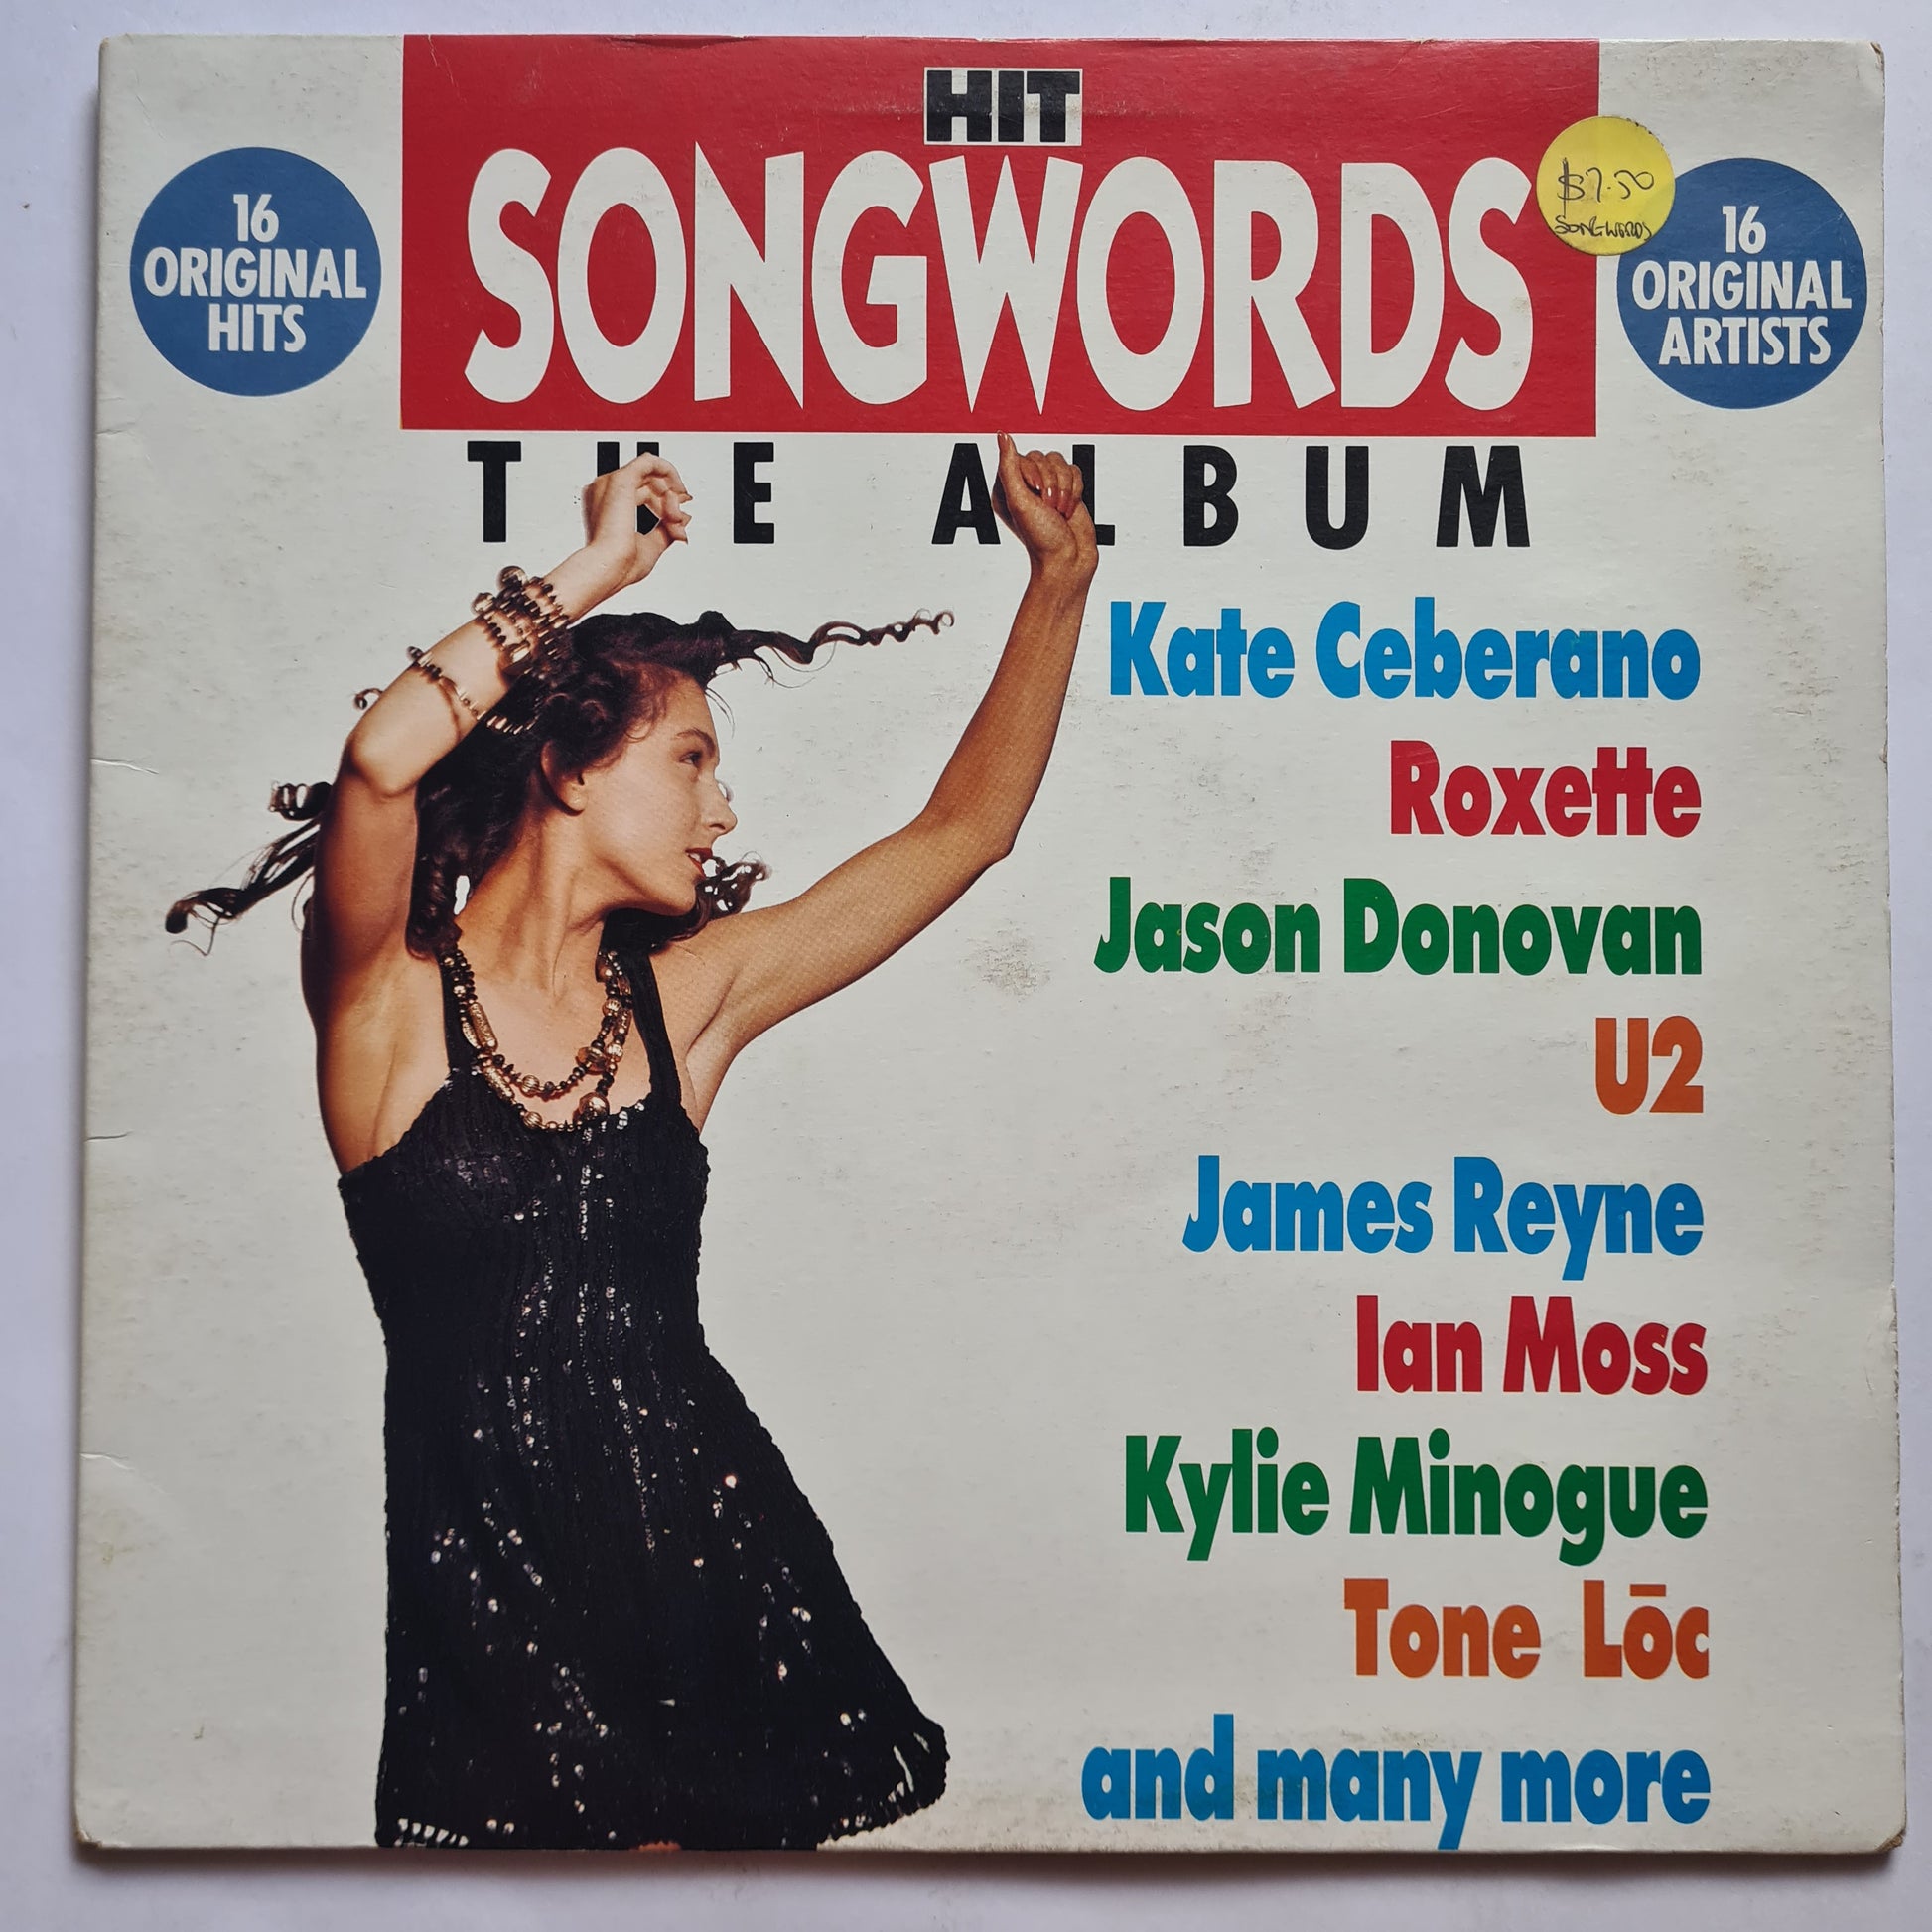 HIT
SONGWORDS
THE ALBUM
16
ORIGINAL
HITS
$7.50
SONGWORDS
16
ORIGINAL
ARTISTS
Kate Ceberano
Roxette
Jason Donovan
U2
James Reyne
Ian Moss
Kylie Minogue
Tone Lōc
and many more